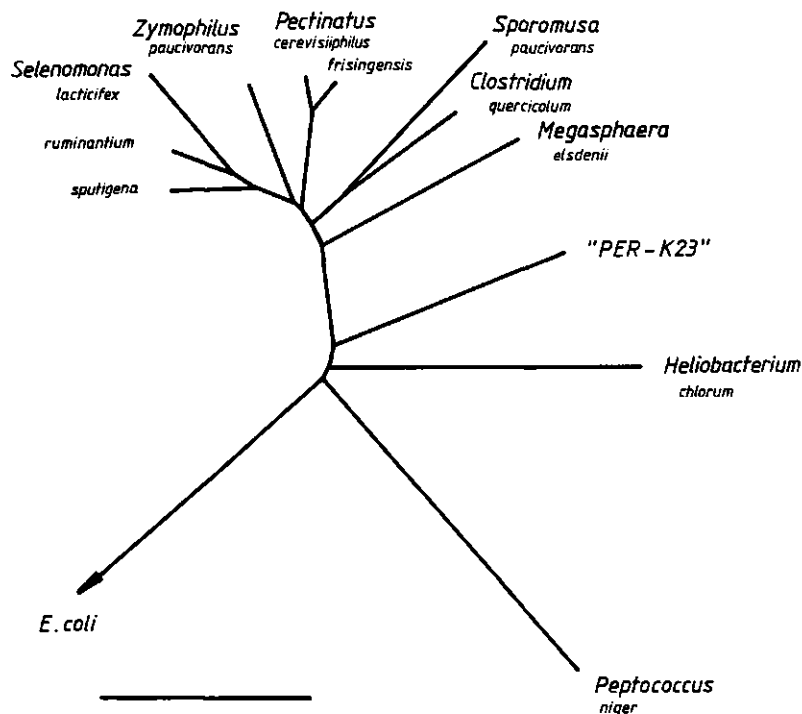 Zymophilus
paucivorans
Pectinatus
cerevisiiphilus
frisingensis
Sporomusa
paucivorans
Selenomonas
lacticifex
Clostridium
quercicolum
ruminantium
Megasphaera
elsdenii
sputigena
"PER-K23"
Heliobacterium
chlorum
E. coli
Peptococcus
niger